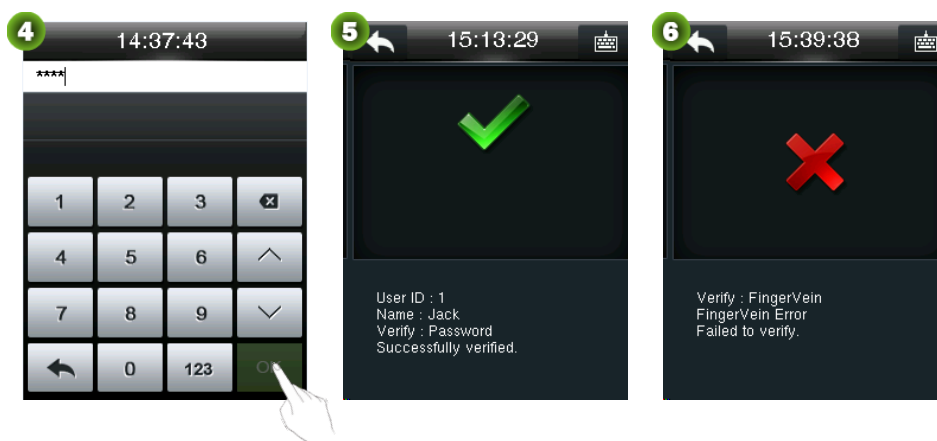 4
14:37:43
****
1 2 3
4 5 6
7 8 9
0 123 OK
5
15:13:29
User ID : 1
Name : Jack
Verify : Password
Successfully verified.
6
15:39:38
Verify : FingerVein
FingerVein Error
Failed to verify.